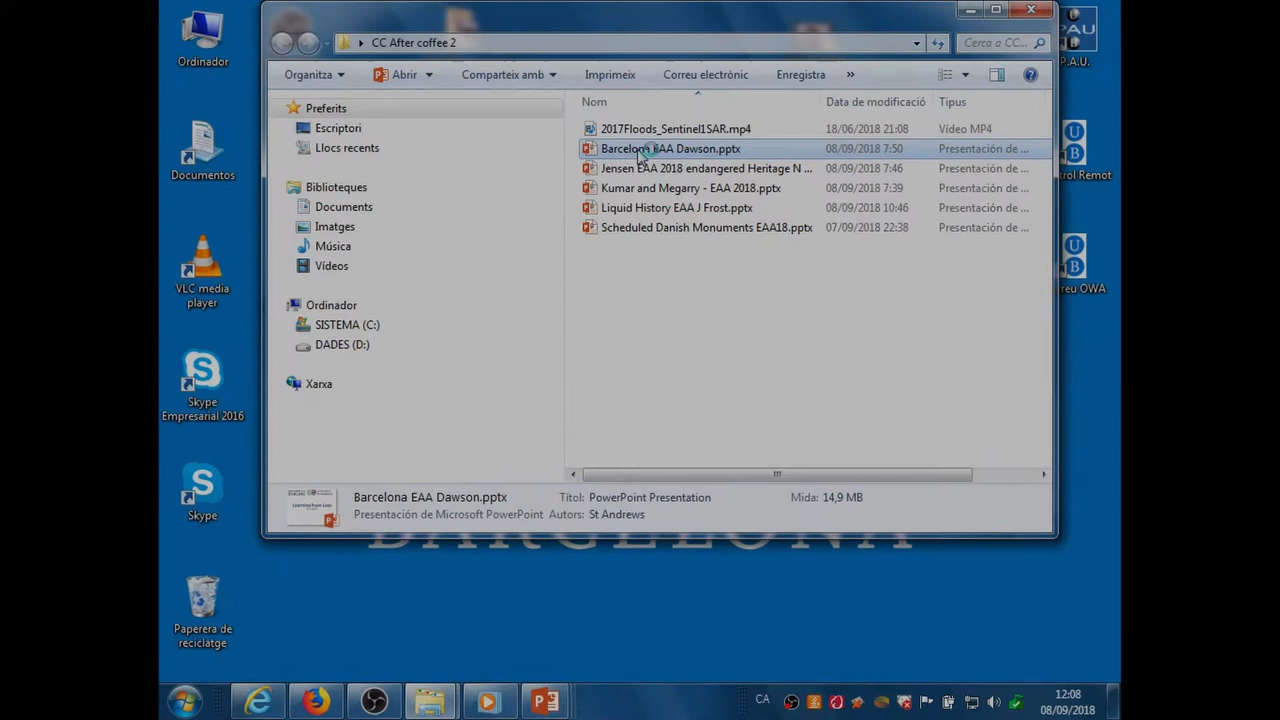 Ordinador
Documentos
VLC media
player
Skype
Empresarial 2016
Skype
Paperera de
reciclatge
CC After coffee 2
Cerca a CC...
Organitza
Abrir
Comparteix amb
Imprimeix
Correu electrònic
Enregistra
»
Preferits
Escriptori
Llocs recents
Biblioteques
Documents
Imatges
Música
Vídeos
Ordinador
SISTEMA (C:)
DADES (D:)
Xarxa
Nom Data de modificació Tipus
2017Floods_Sentinel1SAR.mp4 18/06/2018 21:08 Vídeo MP4
Barcelona EAA Dawson.pptx 08/09/2018 7:50 Presentación de ...
Jensen EAA 2018 endangered Heritage N ... 08/09/2018 7:46 Presentación de ...
Kumar and Megarry - EAA 2018.pptx 08/09/2018 7:39 Presentación de ...
Liquid History EAA J Frost.pptx 08/09/2018 10:46 Presentación de ...
Scheduled Danish Monuments EAA18.pptx 07/09/2018 22:38 Presentación de ...
Barcelona EAA Dawson.pptx Títol: PowerPoint Presentation Mida: 14,9 MB
Presentación de Microsoft PowerPoint Autors: St Andrews
BARCELONA
PAU
P.A.U.
UB
trol Remot
UB
reu OWA
CA
12:08
08/09/2018